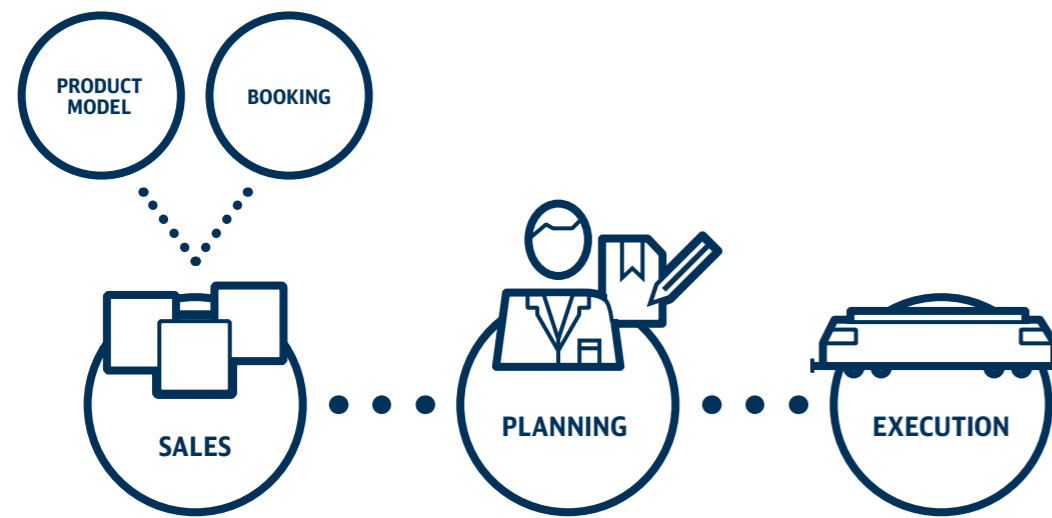 PRODUCT
MODEL
BOOKING
SALES
PLANNING
EXECUTION